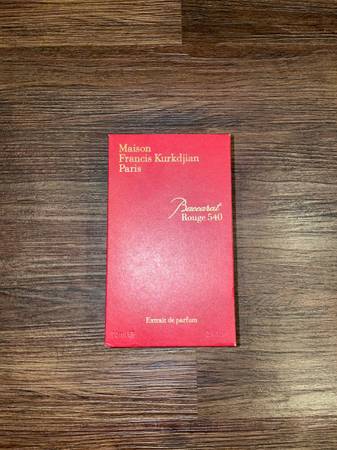 Maison
Francis Kurkdjian
Paris
Baccarat
Rouge 540
Extrait de parfum